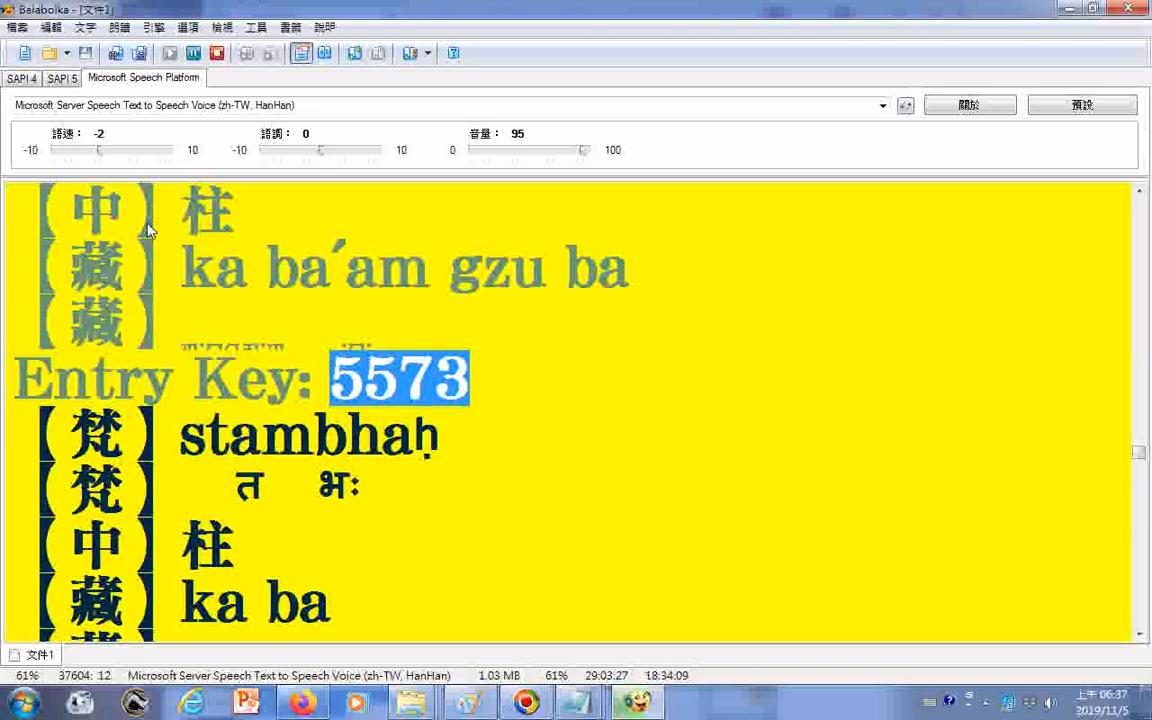 Balabolka - [文件1]
檔案 編輯 文字 朗讀 引擎 選項 檢視 工具 書籤 說明
SAPI 4 SAPI 5 Microsoft Speech Platform
Microsoft Server Speech Text to Speech Voice (zh-TW, HanHan) 關於 預設
語速： -2 語調： 0 音量： 95
-10 10 -10 10 0 100
【 中 】 柱
【 藏 】 ka ba'am gzu ba
【 藏 】
Entry Key: 5573
【 梵 】 stambhaḥ
【 梵 】 त भः
【 中 】 柱
【 藏 】 ka ba
文件1
61% 37604: 12 Microsoft Server Speech Text to Speech Voice (zh-TW, HanHan) 1.03 MB 61% 29:03:27 18:34:09
上午 06:37
2019/11/5